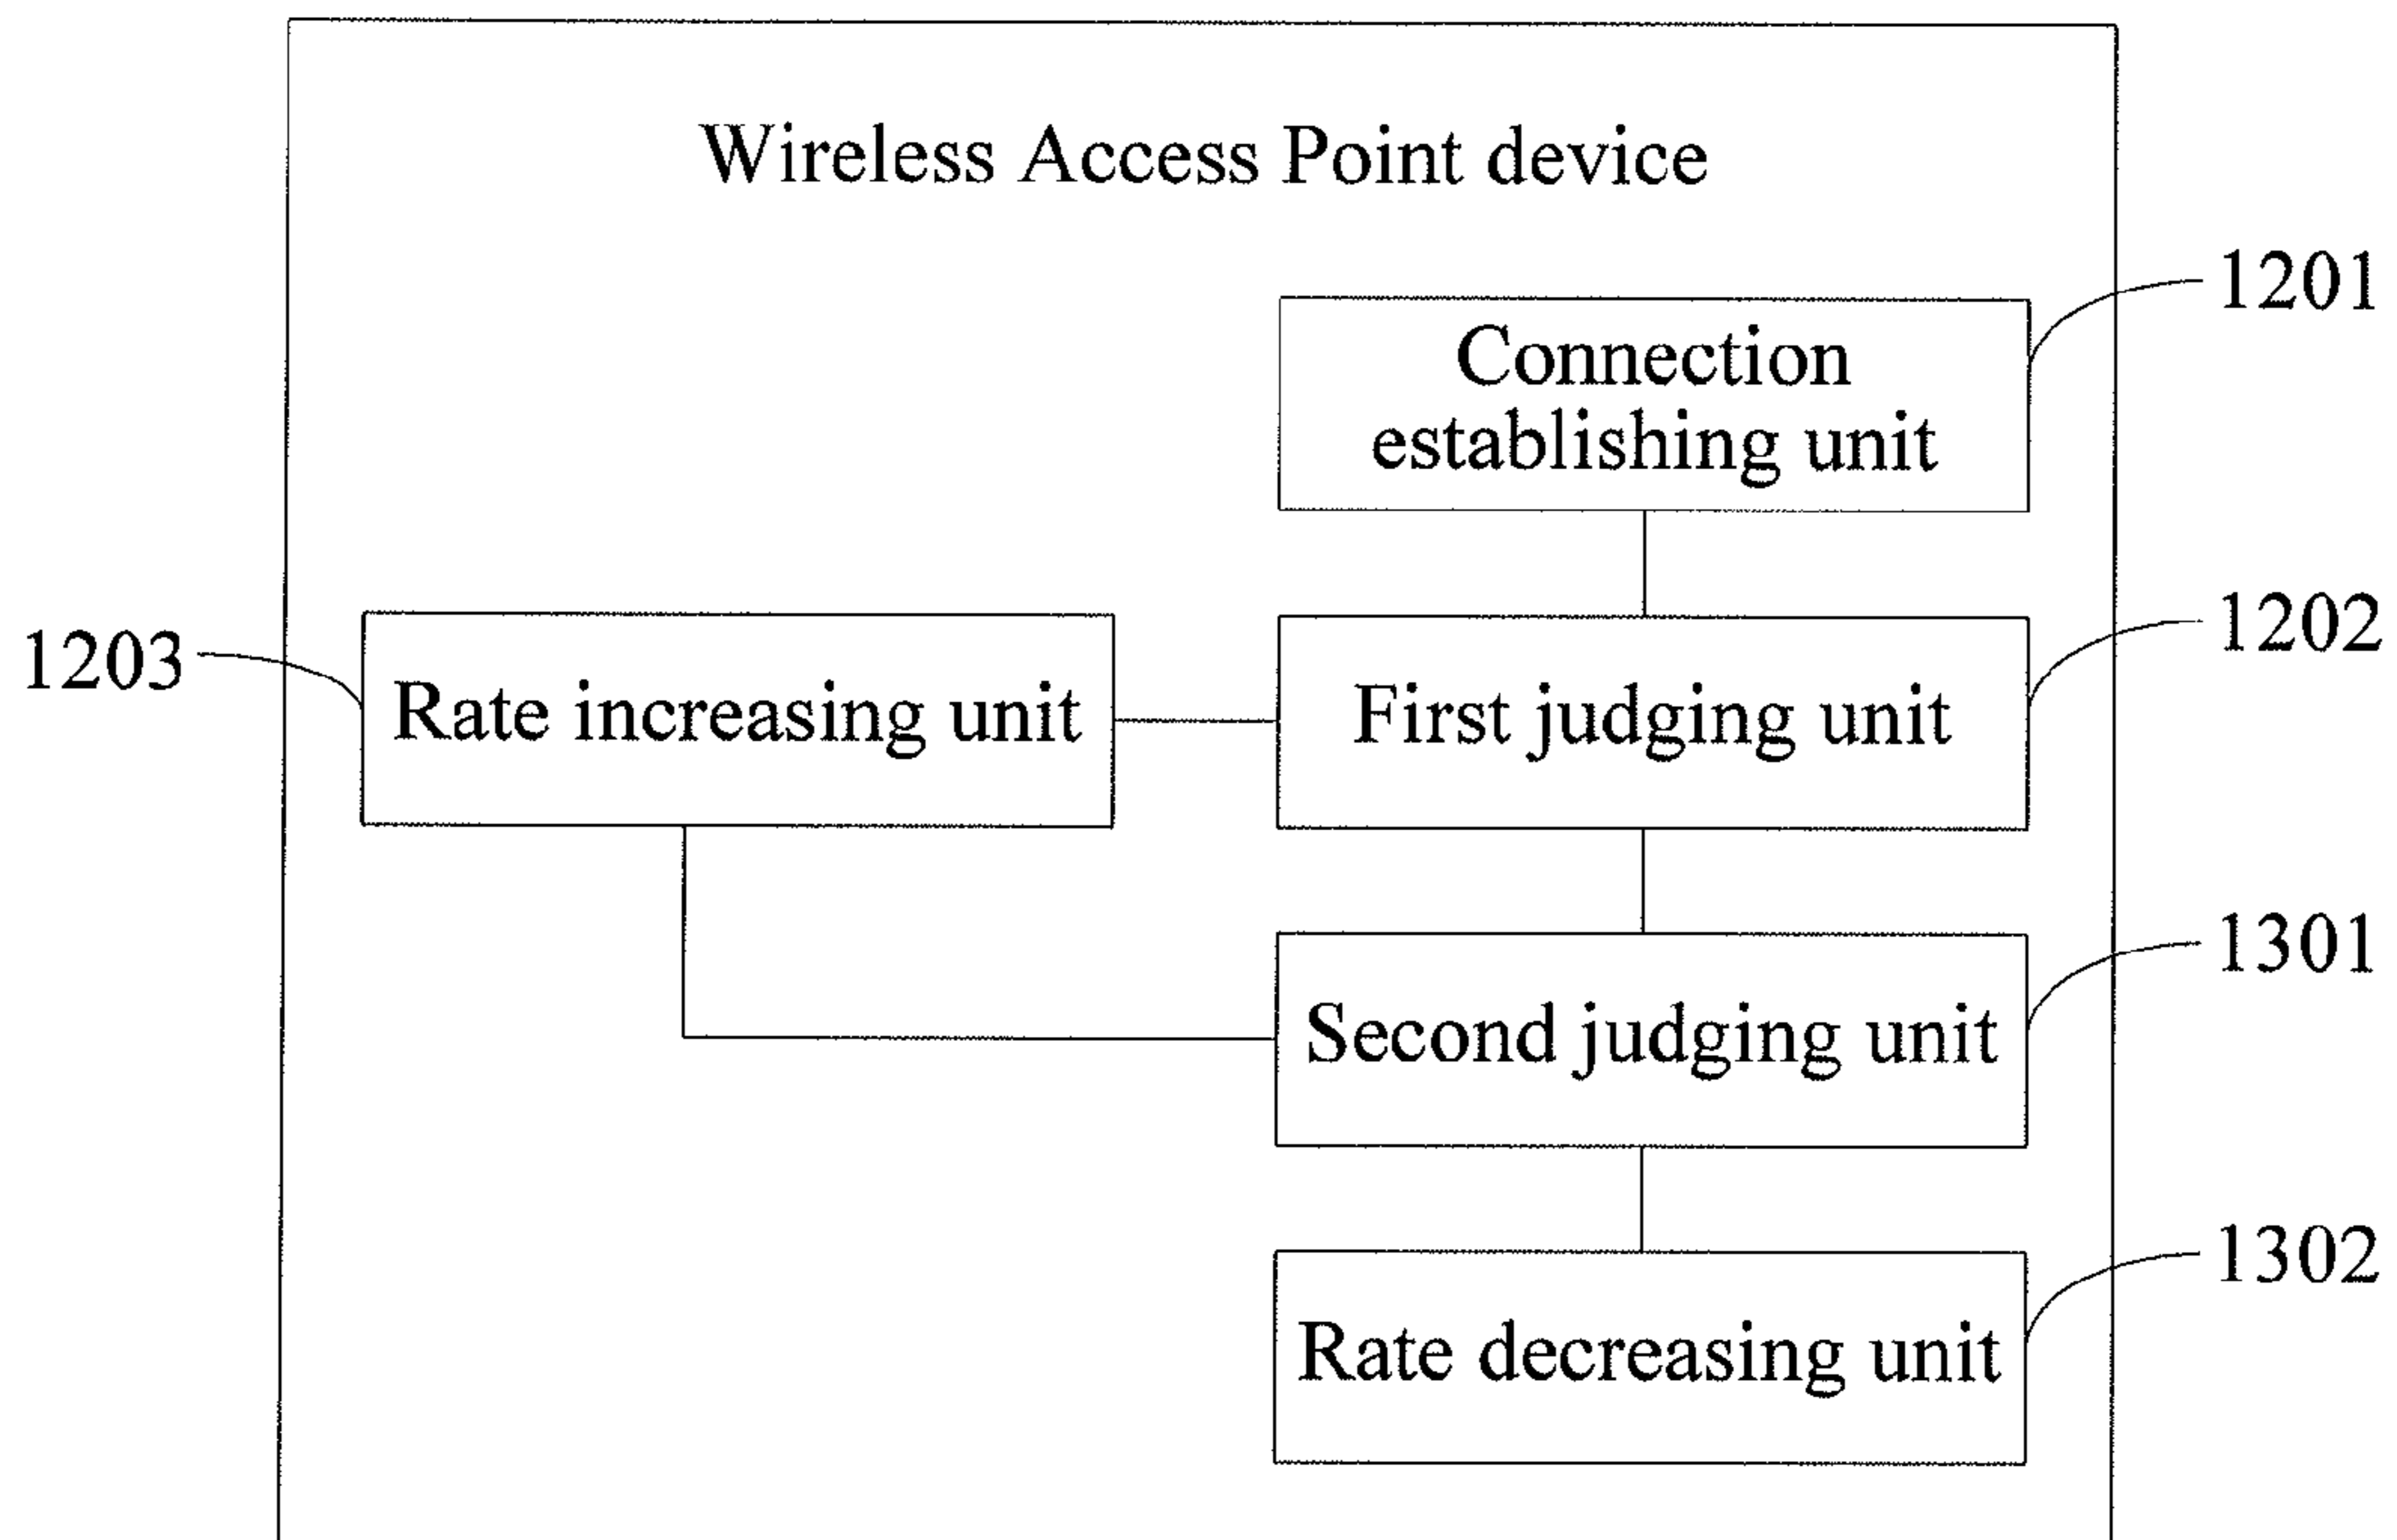 Wireless Access Point device
1201
Connection
establishing unit
1202
1203
Rate increasing unit
First judging unit
1301
Second judging unit
1302
Rate decreasing unit